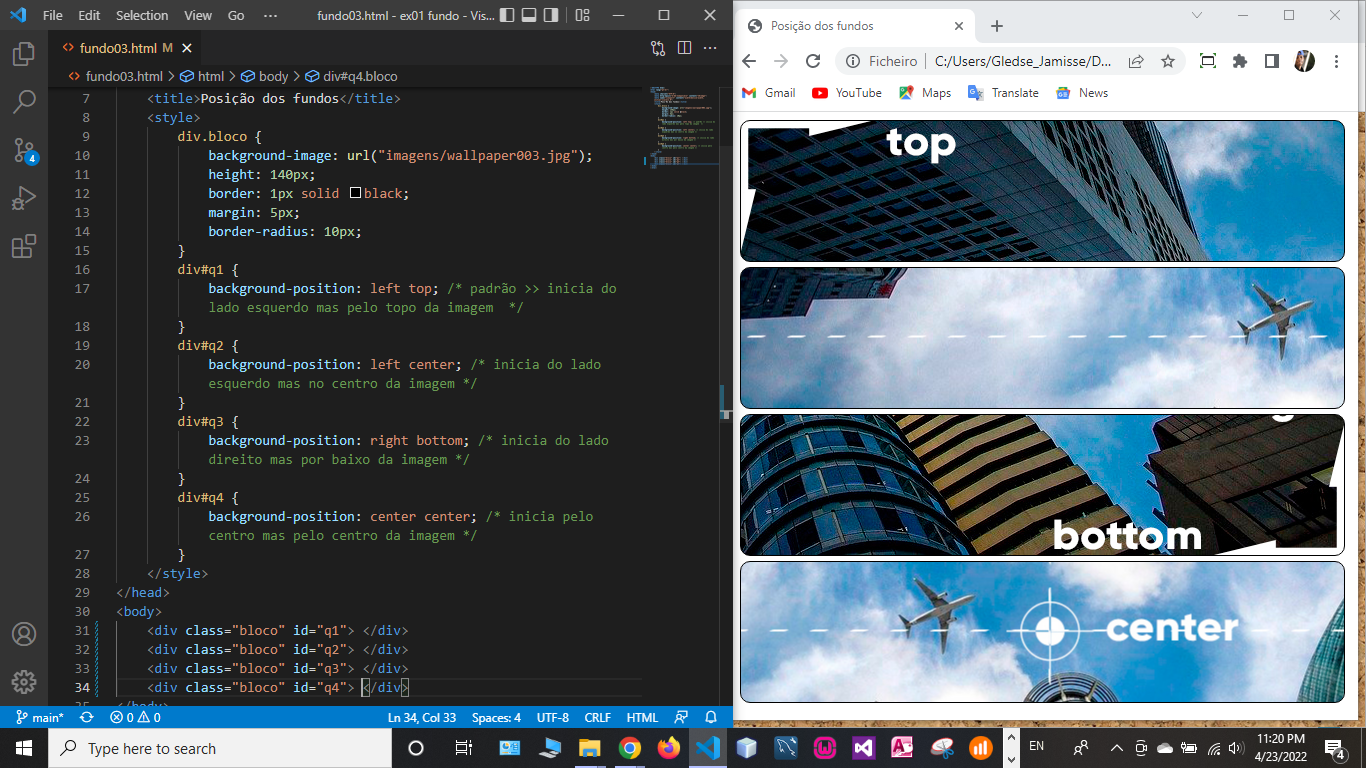 File Edit Selection View Go ··· fundo03.html - ex01 fundo - Vis...
fundo03.html M
fundo03.html > html > body > div#q4.bloco
7 <title>Posição dos fundos</title>
8 <style>
9 div.bloco {
10 background-image: url("imagens/wallpaper003.jpg");
11 height: 140px;
12 border: 1px solid black;
13 margin: 5px;
14 border-radius: 10px;
15 }
16 div#q1 {
17 background-position: left top; /* padrão >> inicia do
lado esquerdo mas pelo topo da imagem  */
18 }
19 div#q2 {
20 background-position: left center; /* inicia do lado
esquerdo mas no centro da imagem */
21 }
22 div#q3 {
23 background-position: right bottom; /* inicia do lado
direito mas por baixo da imagem */
24 }
25 div#q4 {
26 background-position: center center; /* inicia pelo
centro mas pelo centro da imagem */
27 }
28 </style>
29 </head>
30 <body>
31 <div class="bloco" id="q1"> </div>
32 <div class="bloco" id="q2"> </div>
33 <div class="bloco" id="q3"> </div>
34 <div class="bloco" id="q4"> </div>
4
main* 0 0 Ln 34, Col 33 Spaces: 4 UTF-8 CRLF HTML
Posição dos fundos
Ficheiro C:/Users/Gledse_Jamisse/D...
Gmail YouTube Maps Translate News
top
bottom
center
Type here to search
EN
11:20 PM
4/23/2022
4